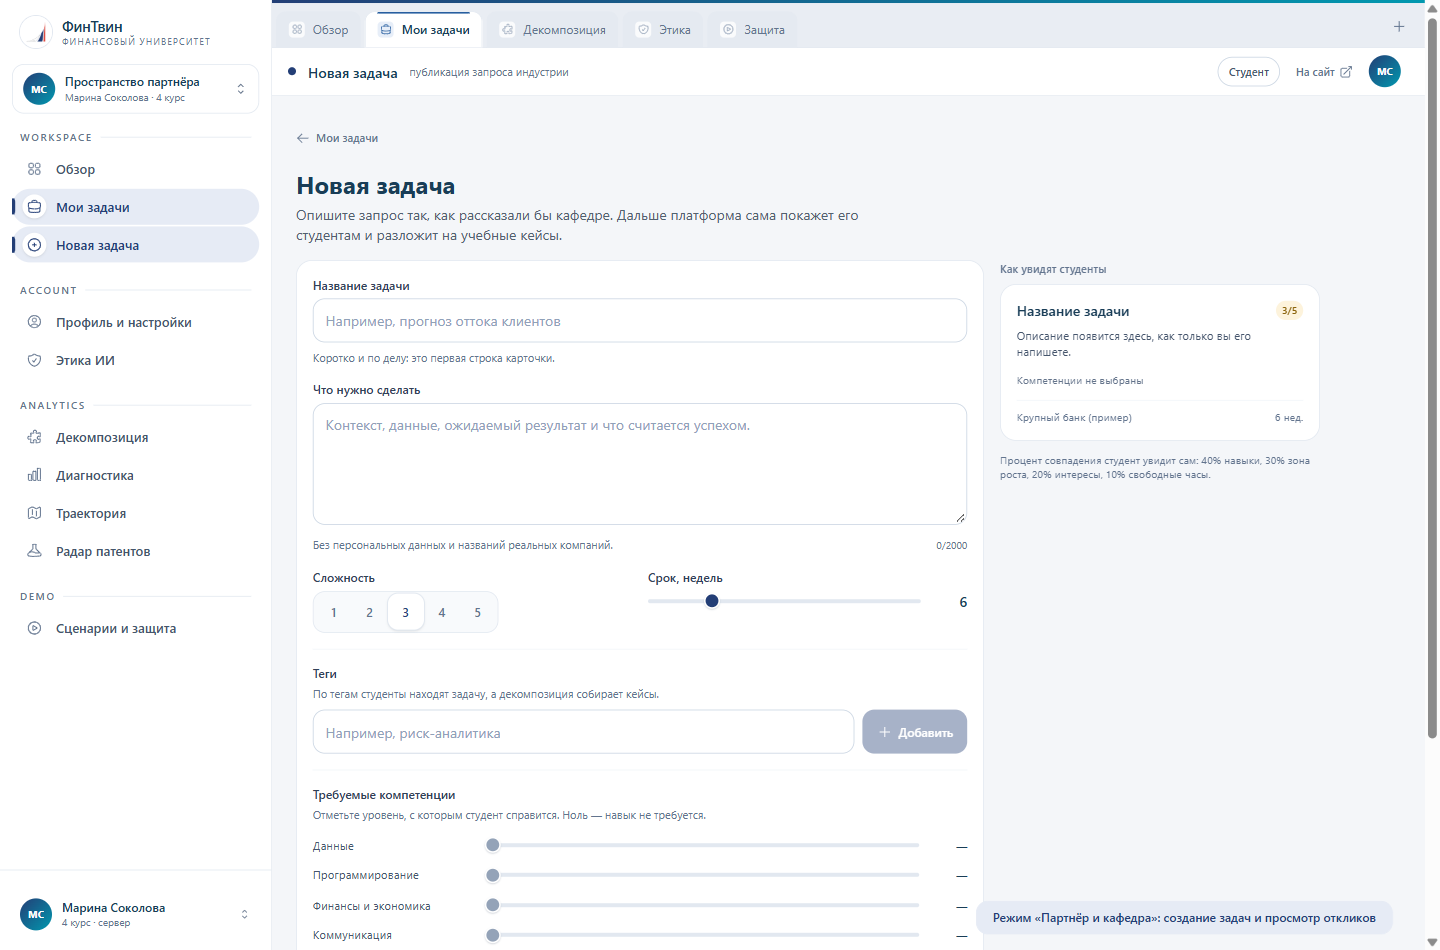 ФинТвин
ФИНАНСОВЫЙ УНИВЕРСИТЕТ
МС
Пространство партнёра
Марина Соколова · 4 курс
WORKSPACE
Обзор
Мои задачи
Новая задача
ACCOUNT
Профиль и настройки
Этика ИИ
ANALYTICS
Декомпозиция
Диагностика
Траектория
Радар патентов
DEMO
Сценарии и защита
МС
Марина Соколова
4 курс · сервер
Обзор
Мои задачи
Декомпозиция
Этика
Защита
Новая задача
публикация запроса индустрии
Студент
На сайт
МС
Мои задачи
Новая задача
Опишите запрос так, как рассказали бы кафедре. Дальше платформа сама покажет его
студентам и разложит на учебные кейсы.
Название задачи
Например, прогноз оттока клиентов
Коротко и по делу: это первая строка карточки.
Что нужно сделать
Контекст, данные, ожидаемый результат и что считается успехом.
Без персональных данных и названий реальных компаний.
0/2000
Сложность
1 2 3 4 5
Срок, недель
6
Теги
По тегам студенты находят задачу, а декомпозиция собирает кейсы.
Например, риск-аналитика
Добавить
Требуемые компетенции
Отметьте уровень, с которым студент справится. Ноль — навык не требуется.
Данные —
Программирование —
Финансы и экономика —
Коммуникация —
Как увидят студенты
Название задачи
3/5
Описание появится здесь, как только вы его
напишете.
Компетенции не выбраны
Крупный банк (пример)
6 нед.
Процент совпадения студент увидит сам: 40% навыки, 30% зона
роста, 20% интересы, 10% свободные часы.
Режим «Партнёр и кафедра»: создание задач и просмотр откликов